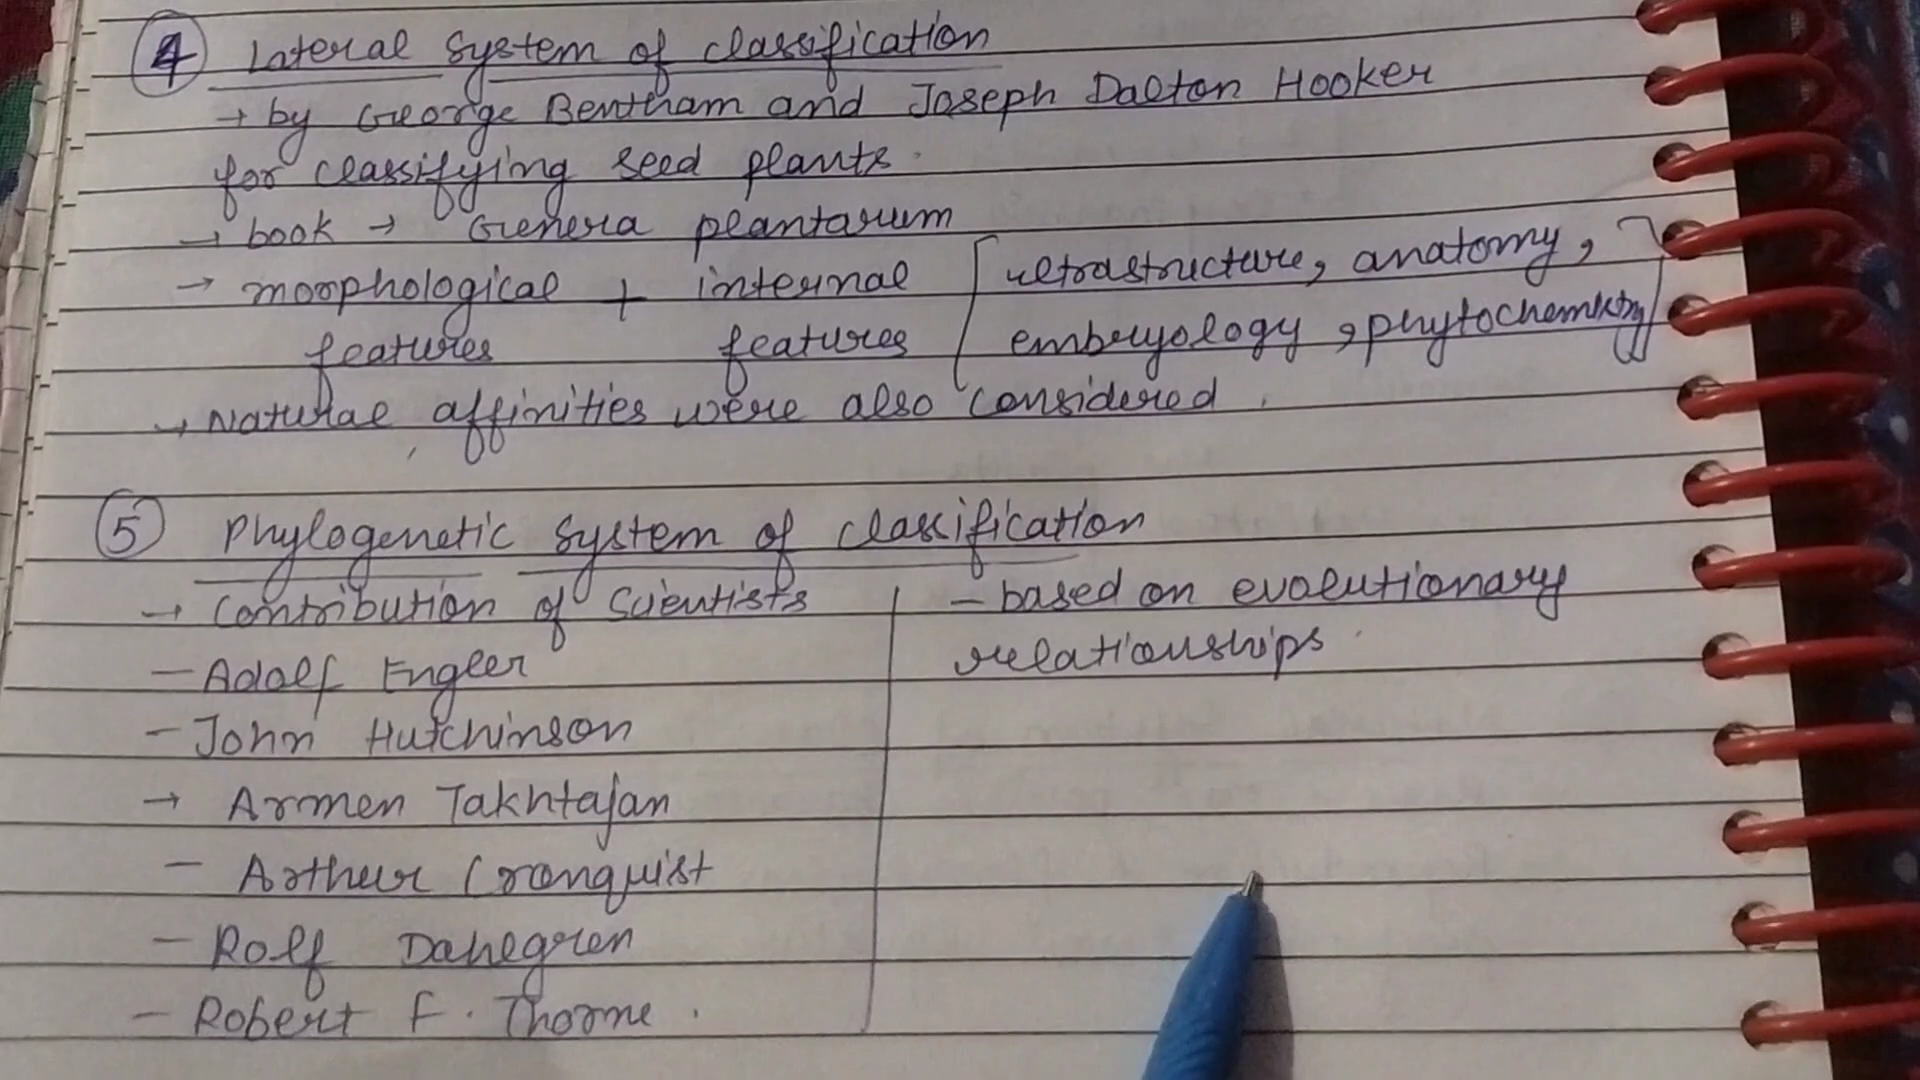 4 Lateral System of classification
→ by George Bentham and Joseph Dalton Hooker
for classifying seed plants.
→ book → Genera plantarum
→ morphological + internal [ultrastructure, anatomy,
features features embryology, phytochemistry]
→ Natural affinities were also considered.
5 Phylogenetic System of classification
→ Contribution of Scientists
- Adolf Engler
- John Hutchinson
→ Armen Takhtajan
- Arthur Cronquist
- Rolf Dahlgren
- Robert F. Thorne.
- based on evolutionary
relationships.